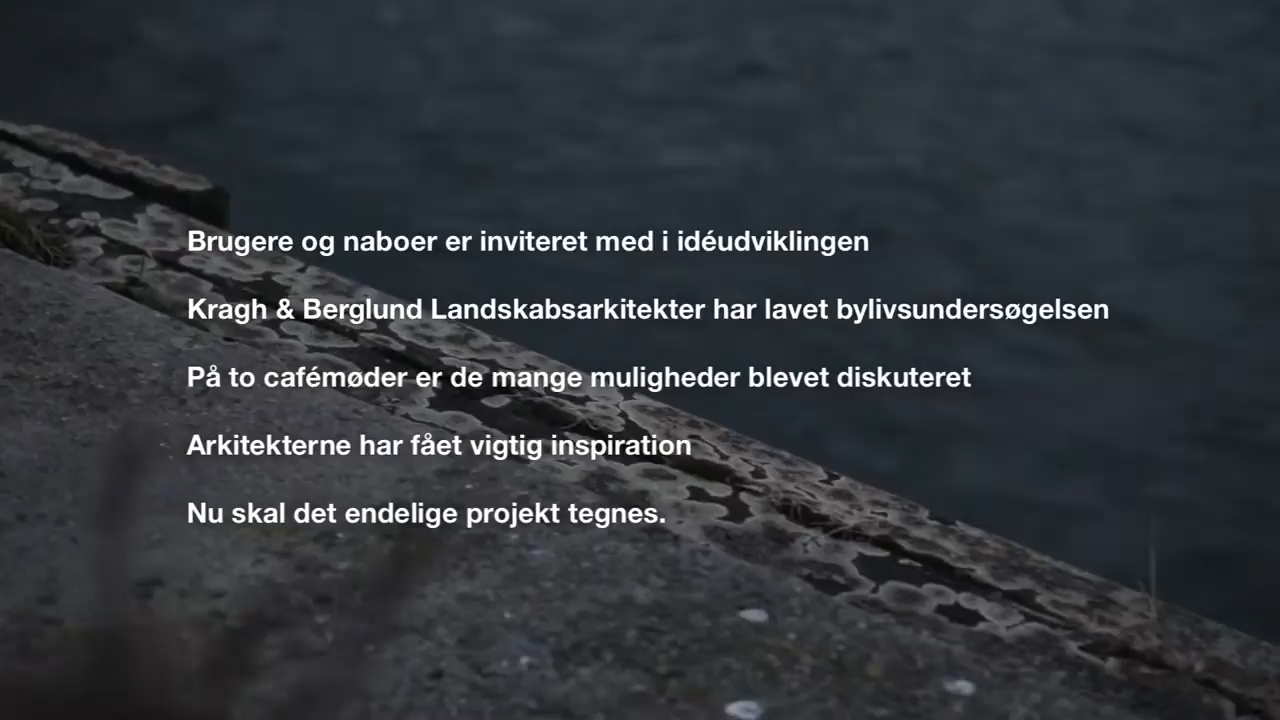 Brugere og naboer er inviteret med i idéudviklingen
Kragh & Berglund Landskabsarkitekter har lavet bylivsundersøgelsen
På to cafémøder er de mange muligheder blevet diskuteret
Arkitekterne har fået vigtig inspiration
Nu skal det endelige projekt tegnes.